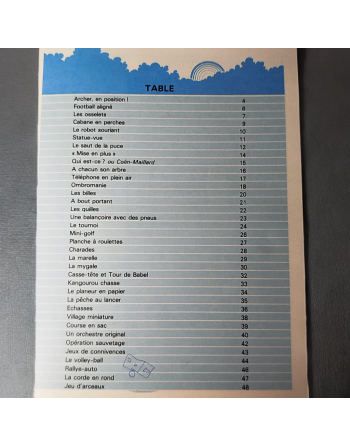 TABLE
Archer, en position ! 4
Football aligné 6
Les osselets 7
Cabane en perches 9
Le robot souriant 10
Statue-vue 11
Le saut de la puce 12
« Mise en plus » 14
Qui est-ce ? ou Colin-Maillard 15
A chacun son arbre 16
Téléphone en plein air 17
Ombromanie 18
Les billes 20
A bout portant 21
Les quilles 22
Une balançoire avec des pneus 23
Le tournoi 24
Mini-golf 26
Planche à roulettes 27
Charades 28
La marelle 29
La mygale 30
Casse-tête et Tour de Babel 32
Kangourou chasse 33
Le planeur en papier 34
La pêche au lancer 35
Echasses 36
Village miniature 38
Course en sac 39
Un orchestre original 40
Opération sauvetage 42
Jeux de connivences 43
Le volley-ball 44
Rallye-auto 46
La corde en rond 47
Jeu d'arceaux 48